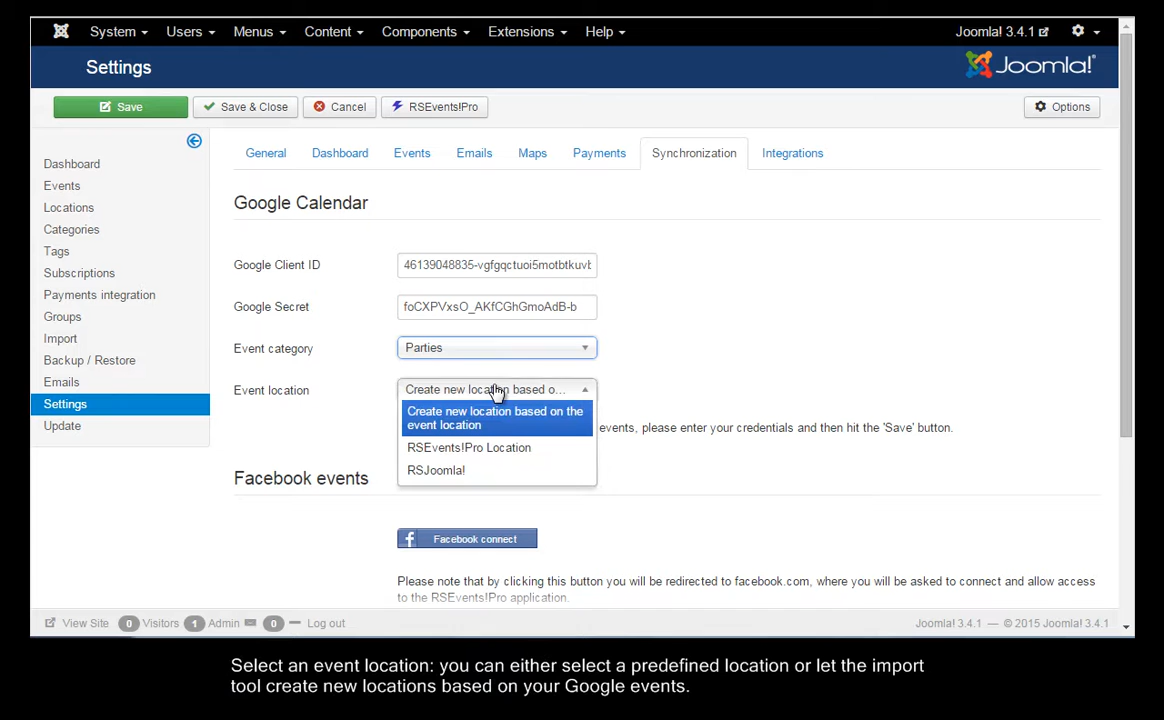 System Users Menus Content Components Extensions Help Joomla! 3.4.1
Settings Joomla!
Save Save & Close Cancel RSEvents!Pro Options
General Dashboard Events Emails Maps Payments Synchronization Integrations
Dashboard
Events
Locations
Categories
Tags
Subscriptions
Payments integration
Groups
Import
Backup / Restore
Emails
Settings
Update
Google Calendar
Google Client ID 46139048835-vgfgqctuoi5motbtkuvb
Google Secret foCXPVxsO_AKfCGhGmoAdB-b
Event category Parties
Event location Create new location based o...
Create new location based on the
event location
RSEvents!Pro Location
RSJoomla!
events, please enter your credentials and then hit the 'Save' button.
Facebook events
f Facebook connect
Please note that by clicking this button you will be redirected to facebook.com, where you will be asked to connect and allow access
to the RSEvents!Pro application.
View Site 0 Visitors 1 Admin 0 Log out Joomla! 3.4.1 — © 2015 Joomla! 3.4.1
Select an event location: you can either select a predefined location or let the import
tool create new locations based on your Google events.